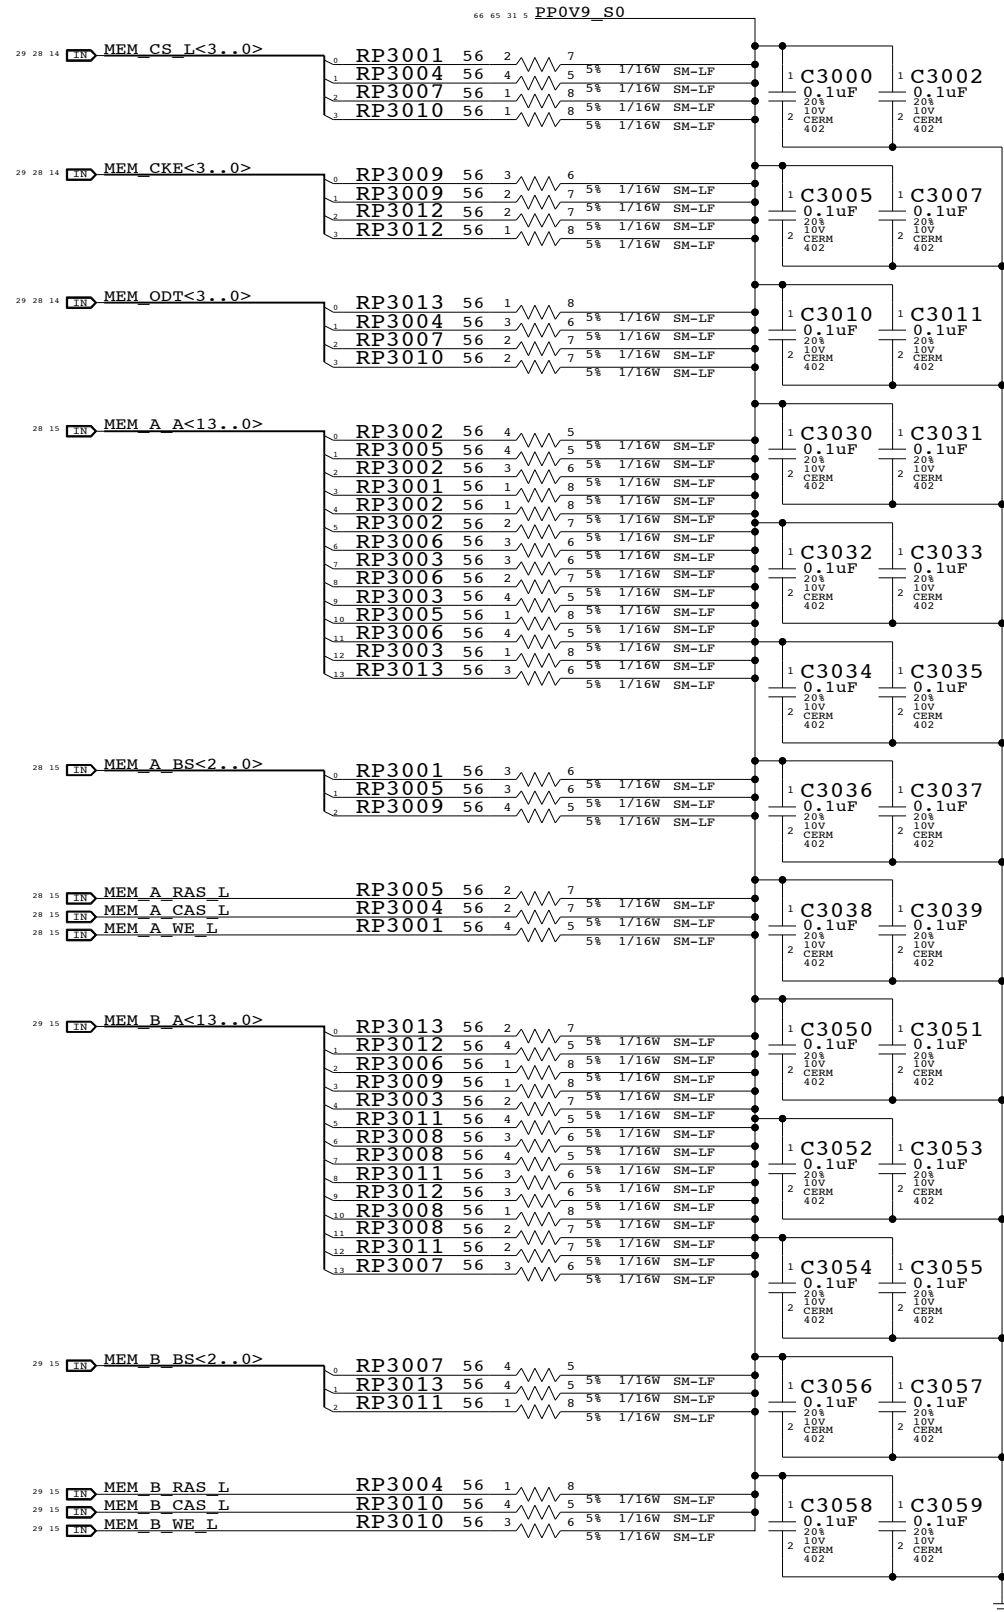 66 65 31 5 PP0V9_S0
29 28 14 IN MEM_CS_L<3..0>
0 RP3001 56 2 7 5% 1/16W SM-LF
1 RP3004 56 4 5 5% 1/16W SM-LF
2 RP3007 56 1 8 5% 1/16W SM-LF
3 RP3010 56 1 8 5% 1/16W SM-LF
1 C3000 0.1uF 20% 10V CERM 402 2
1 C3002 0.1uF 20% 10V CERM 402 2
29 28 14 IN MEM_CKE<3..0>
0 RP3009 56 3 6 5% 1/16W SM-LF
1 RP3009 56 2 7 5% 1/16W SM-LF
2 RP3012 56 2 7 5% 1/16W SM-LF
3 RP3012 56 1 8 5% 1/16W SM-LF
1 C3005 0.1uF 20% 10V CERM 402 2
1 C3007 0.1uF 20% 10V CERM 402 2
29 28 14 IN MEM_ODT<3..0>
0 RP3013 56 1 8 5% 1/16W SM-LF
1 RP3004 56 3 6 5% 1/16W SM-LF
2 RP3007 56 2 7 5% 1/16W SM-LF
3 RP3010 56 2 7 5% 1/16W SM-LF
1 C3010 0.1uF 20% 10V CERM 402 2
1 C3011 0.1uF 20% 10V CERM 402 2
28 15 IN MEM_A_A<13..0>
0 RP3002 56 4 5 5% 1/16W SM-LF
1 RP3005 56 4 5 5% 1/16W SM-LF
2 RP3002 56 3 6 5% 1/16W SM-LF
3 RP3001 56 1 8 5% 1/16W SM-LF
4 RP3002 56 1 8 5% 1/16W SM-LF
5 RP3002 56 2 7 5% 1/16W SM-LF
6 RP3006 56 3 6 5% 1/16W SM-LF
7 RP3003 56 3 6 5% 1/16W SM-LF
8 RP3006 56 2 7 5% 1/16W SM-LF
9 RP3003 56 4 5 5% 1/16W SM-LF
10 RP3005 56 1 8 5% 1/16W SM-LF
11 RP3006 56 4 5 5% 1/16W SM-LF
12 RP3003 56 1 8 5% 1/16W SM-LF
13 RP3013 56 3 6 5% 1/16W SM-LF
1 C3030 0.1uF 20% 10V CERM 402 2
1 C3031 0.1uF 20% 10V CERM 402 2
1 C3032 0.1uF 20% 10V CERM 402 2
1 C3033 0.1uF 20% 10V CERM 402 2
1 C3034 0.1uF 20% 10V CERM 402 2
1 C3035 0.1uF 20% 10V CERM 402 2
28 15 IN MEM_A_BS<2..0>
0 RP3001 56 3 6 5% 1/16W SM-LF
1 RP3005 56 3 6 5% 1/16W SM-LF
2 RP3009 56 4 5 5% 1/16W SM-LF
1 C3036 0.1uF 20% 10V CERM 402 2
1 C3037 0.1uF 20% 10V CERM 402 2
28 15 IN MEM_A_RAS_L RP3005 56 2 7 5% 1/16W SM-LF
28 15 IN MEM_A_CAS_L RP3004 56 2 7 5% 1/16W SM-LF
28 15 IN MEM_A_WE_L RP3001 56 4 5 5% 1/16W SM-LF
1 C3038 0.1uF 20% 10V CERM 402 2
1 C3039 0.1uF 20% 10V CERM 402 2
29 15 IN MEM_B_A<13..0>
0 RP3013 56 2 7 5% 1/16W SM-LF
1 RP3012 56 4 5 5% 1/16W SM-LF
2 RP3006 56 1 8 5% 1/16W SM-LF
3 RP3009 56 1 8 5% 1/16W SM-LF
4 RP3003 56 2 7 5% 1/16W SM-LF
5 RP3011 56 4 5 5% 1/16W SM-LF
6 RP3008 56 3 6 5% 1/16W SM-LF
7 RP3008 56 4 5 5% 1/16W SM-LF
8 RP3011 56 3 6 5% 1/16W SM-LF
9 RP3012 56 3 6 5% 1/16W SM-LF
10 RP3008 56 1 8 5% 1/16W SM-LF
11 RP3008 56 2 7 5% 1/16W SM-LF
12 RP3011 56 2 7 5% 1/16W SM-LF
13 RP3007 56 3 6 5% 1/16W SM-LF
1 C3050 0.1uF 20% 10V CERM 402 2
1 C3051 0.1uF 20% 10V CERM 402 2
1 C3052 0.1uF 20% 10V CERM 402 2
1 C3053 0.1uF 20% 10V CERM 402 2
1 C3054 0.1uF 20% 10V CERM 402 2
1 C3055 0.1uF 20% 10V CERM 402 2
29 15 IN MEM_B_BS<2..0>
0 RP3007 56 4 5 5% 1/16W SM-LF
1 RP3013 56 4 5 5% 1/16W SM-LF
2 RP3011 56 1 8 5% 1/16W SM-LF
1 C3056 0.1uF 20% 10V CERM 402 2
1 C3057 0.1uF 20% 10V CERM 402 2
29 15 IN MEM_B_RAS_L RP3004 56 1 8 5% 1/16W SM-LF
29 15 IN MEM_B_CAS_L RP3010 56 4 5 5% 1/16W SM-LF
29 15 IN MEM_B_WE_L RP3010 56 3 6 5% 1/16W SM-LF
1 C3058 0.1uF 20% 10V CERM 402 2
1 C3059 0.1uF 20% 10V CERM 402 2